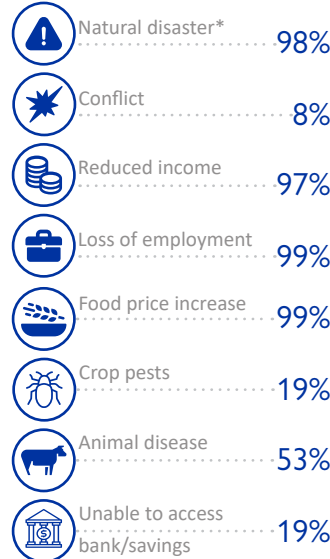 Natural disaster*
98%
Conflict
8%
Reduced income
97%
Loss of employment
99%
Food price increase
99%
Crop pests
19%
Animal disease
53%
Unable to access
bank/savings
19%